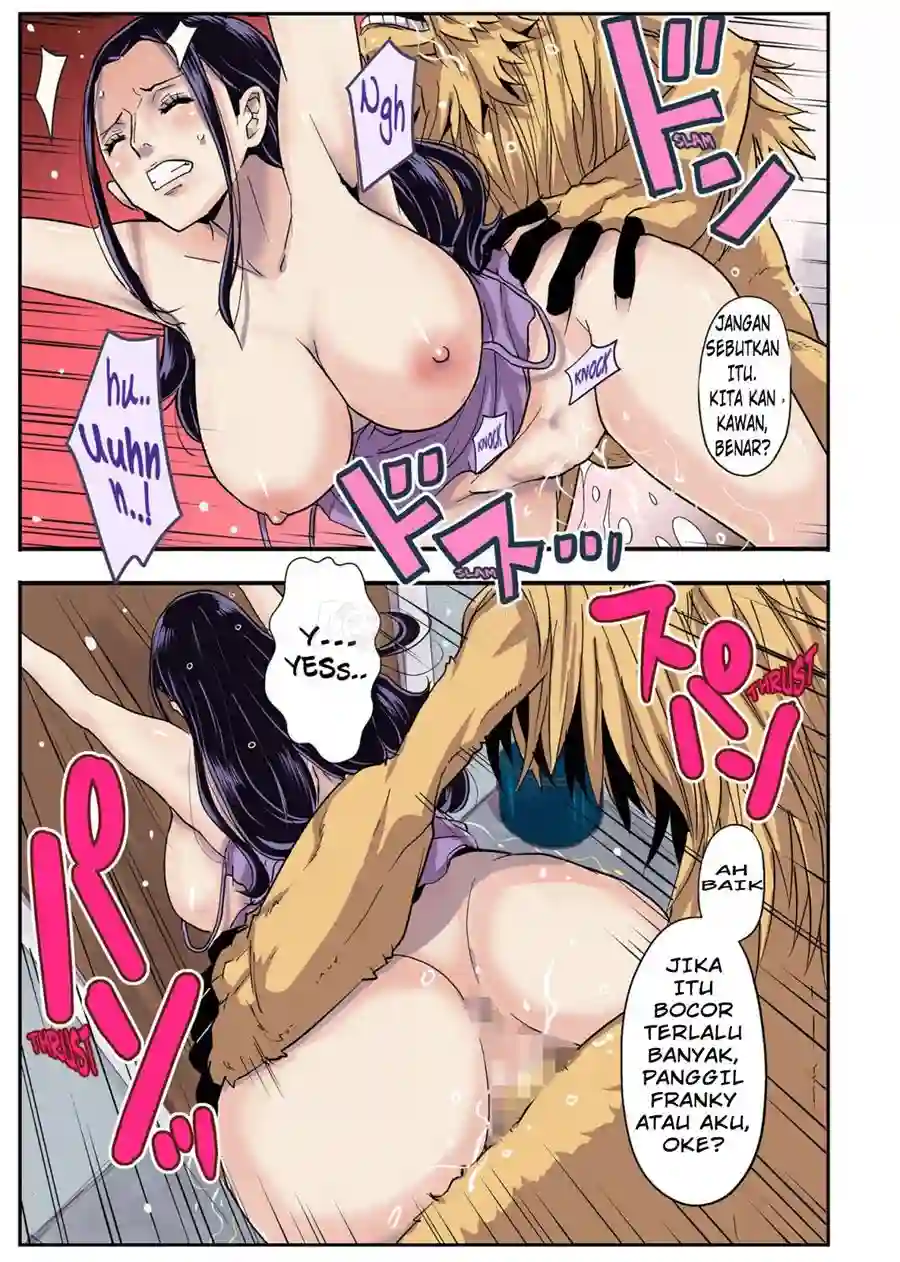 Ngh
ドン
SLAM
JANGAN
SEBUTKAN
ITU.
KITA KAN
KAWAN,
BENAR?
KNOCK
KNOCK
hu..
Uuhn
n..!
ドス...
SLAM
Y...
YESS..
スパン
THRUST
パンッ
THRUST
AH
BAIK
JIKA
ITU
BOCOR
TERLALU
BANYAK,
PANGGIL
FRANKY
ATAU AKU,
OKE?